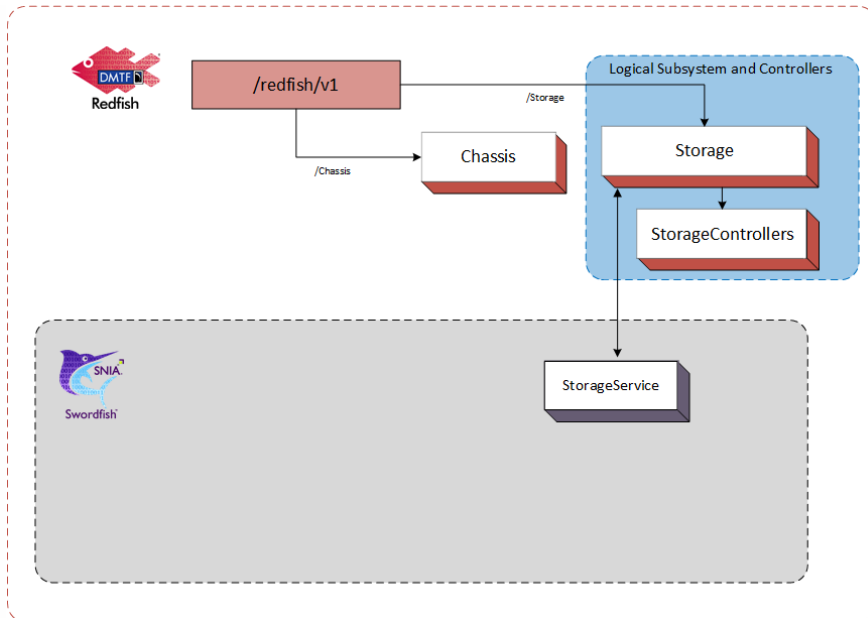 DMTF
Redfish
/redfish/v1
/Storage
/Chassis
Chassis
Logical Subsystem and Controllers
Storage
StorageControllers
SNIA
Swordfish
StorageService